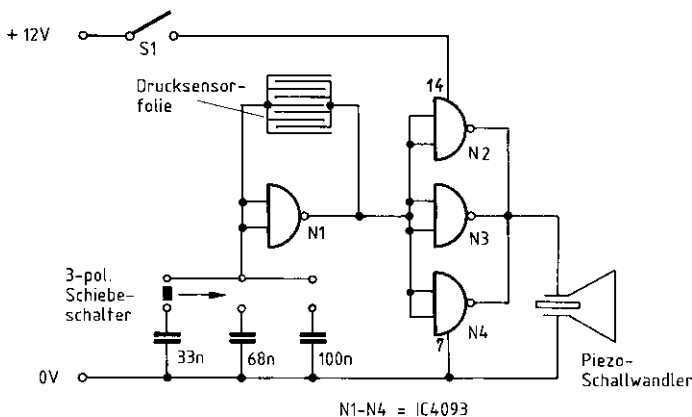 + 12V
S1
14
Drucksensor-
folie
N2
N1
N3
3-pol.
Schiebe-
schalter
N4
7
33n
68n
100n
Piezo-
Schallwandler
0V
N1-N4 = IC4093